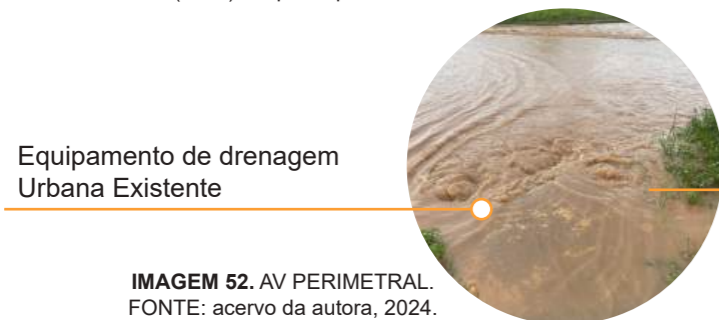 Equipamento de drenagem
Urbana Existente
IMAGEM 52. AV PERIMETRAL.
FONTE: acervo da autora, 2024.